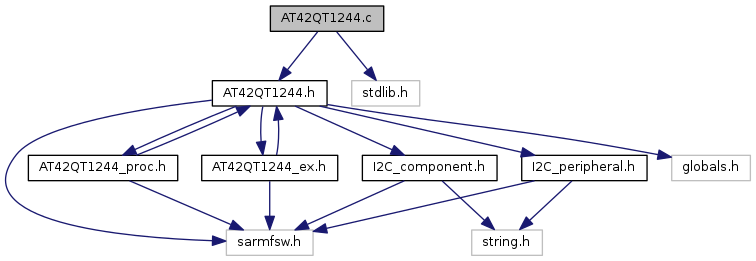 AT42QT1244.c
AT42QT1244.h
stdlib.h
AT42QT1244_proc.h
AT42QT1244_ex.h
I2C_component.h
I2C_peripheral.h
globals.h
sarmfsw.h
string.h